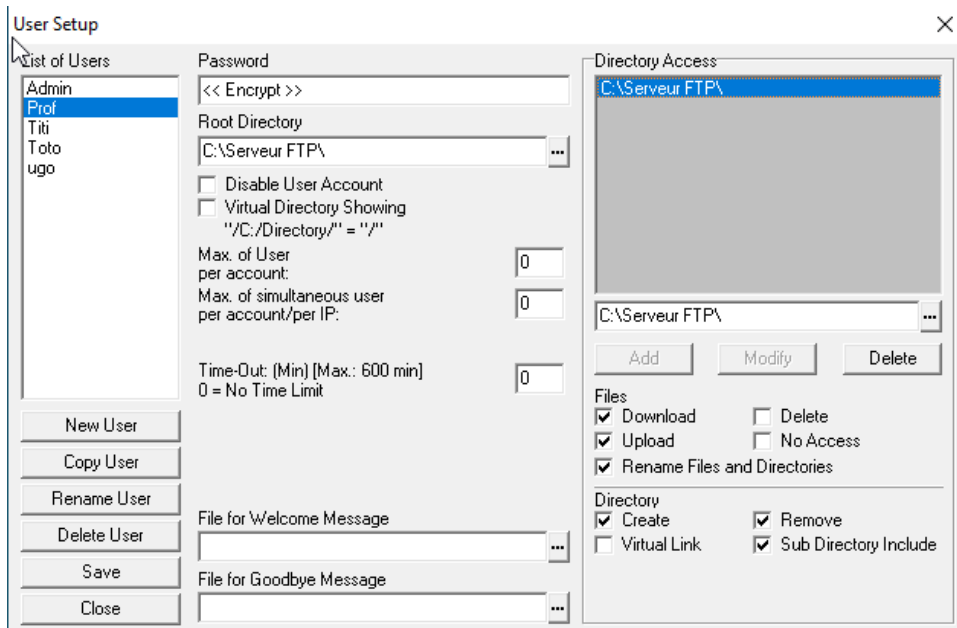 User Setup
List of Users
Admin
Prof
Titi
Toto
ugo
New User
Copy User
Rename User
Delete User
Save
Close
Password
<< Encrypt >>
Root Directory
C:\Serveur FTP\
...
Disable User Account
Virtual Directory Showing
"/C:/Directory/" = "/"
Max. of User
per account:
0
Max. of simultaneous user
per account/per IP:
0
Time-Out: (Min) [Max.: 600 min]
0 = No Time Limit
0
File for Welcome Message
...
File for Goodbye Message
...
Directory Access
C:\Serveur FTP\
C:\Serveur FTP\
...
Add Modify Delete
Files
Download Delete
Upload No Access
Rename Files and Directories
Directory
Create Remove
Virtual Link Sub Directory Include